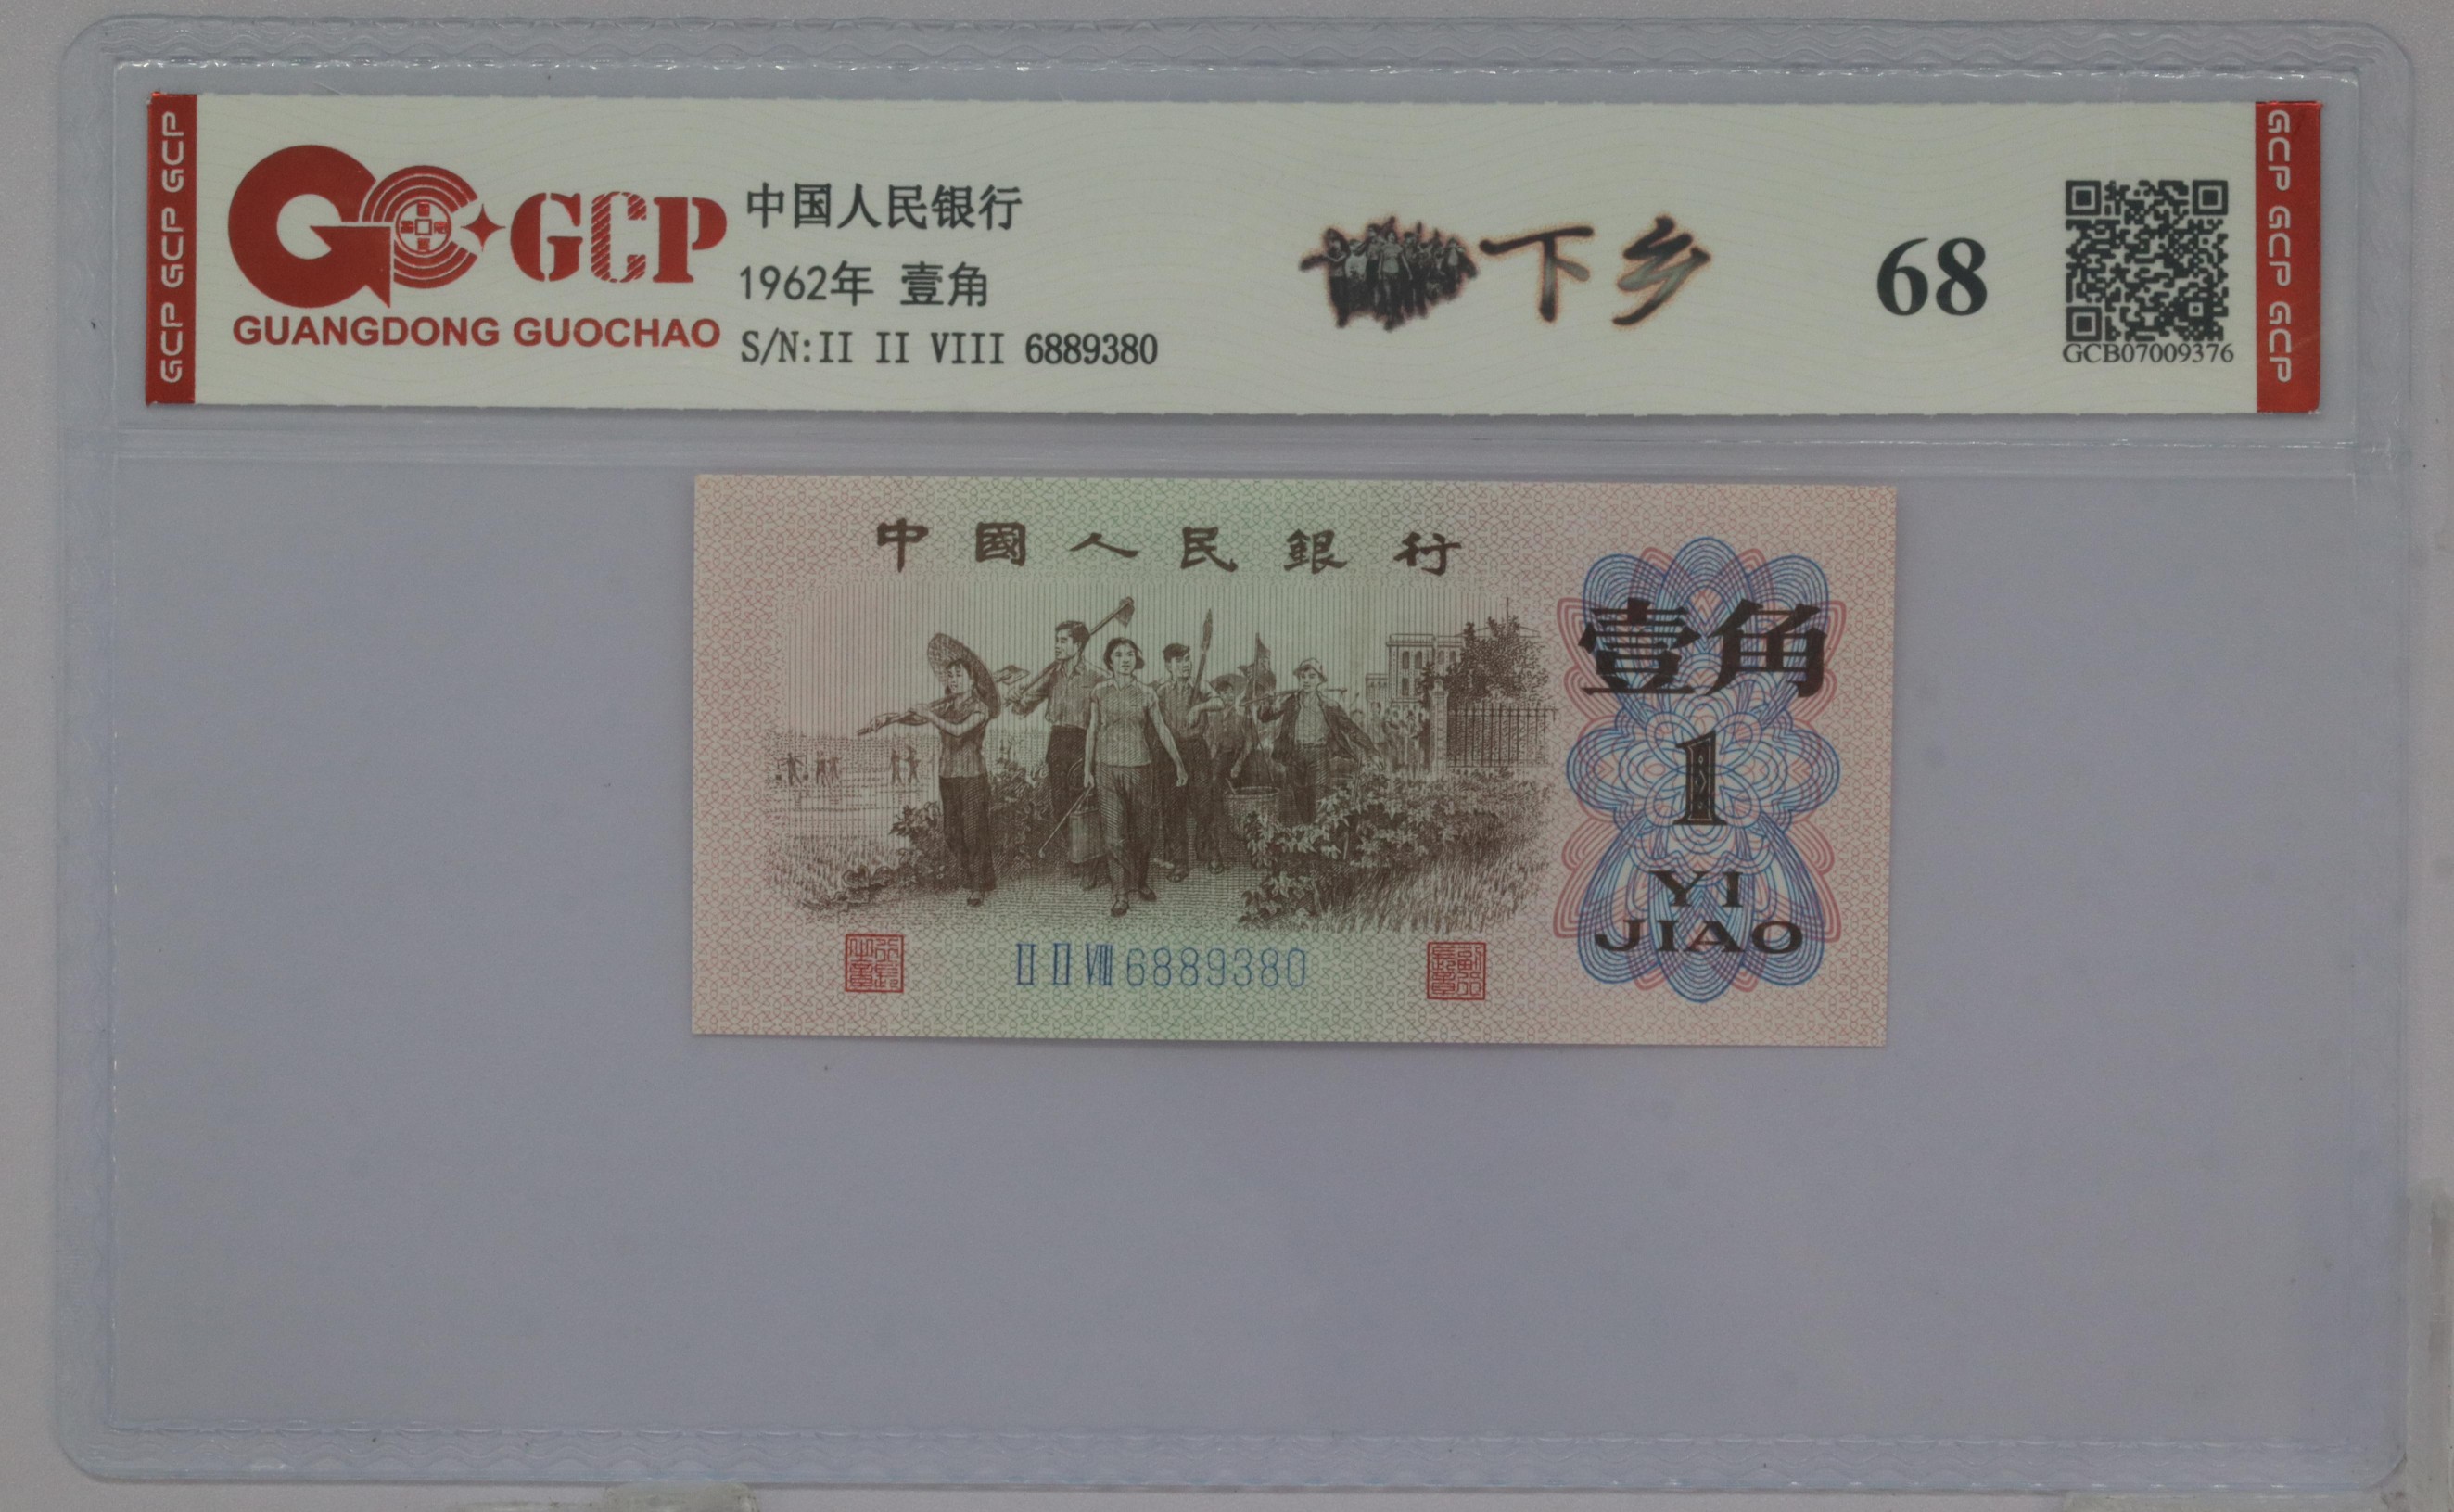 GCP GCP GCP
GCP
GUANGDONG GUOCHAO
中国人民银行
1962年 壹角
S/N:II II VIII 6889380
下乡
68
GCB07009376
GCP GCP GCP
中國人民銀行
壹角
1
YI
JIAO
II II VIII 6889380